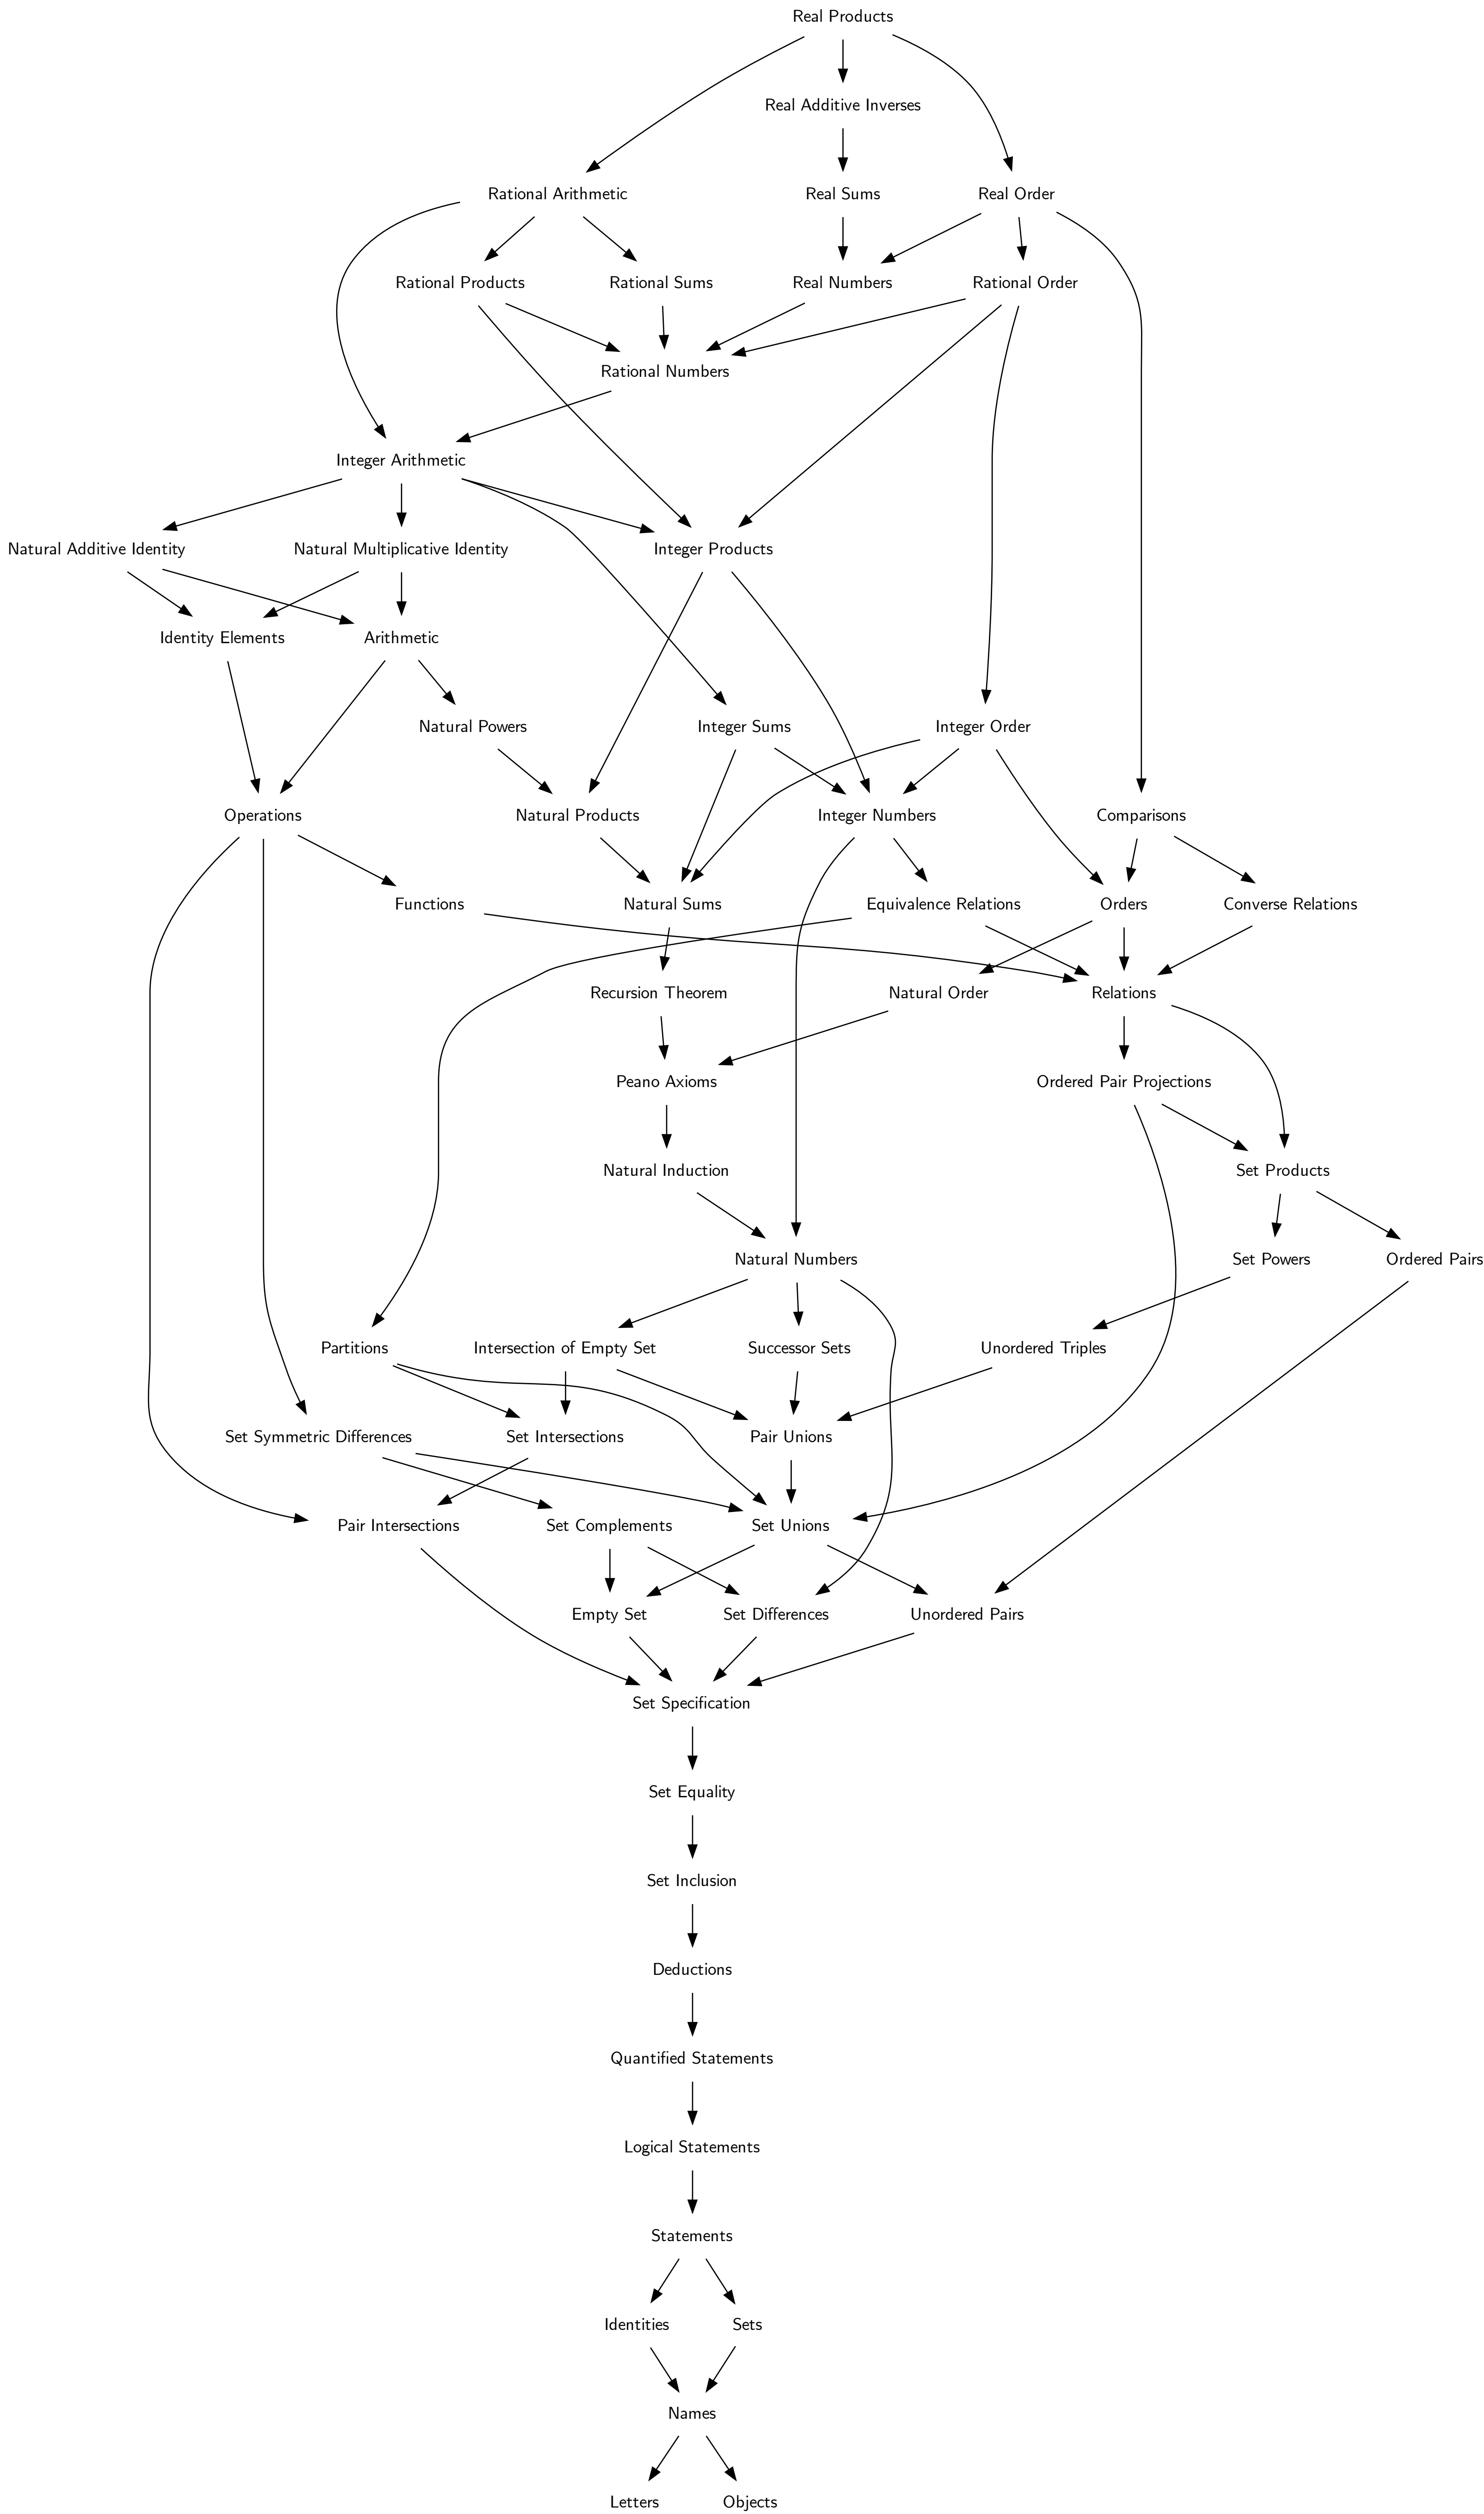 Real Products
Real Additive Inverses
Rational Arithmetic
Real Sums
Real Order
Rational Products
Rational Sums
Real Numbers
Rational Order
Rational Numbers
Integer Arithmetic
Natural Additive Identity
Natural Multiplicative Identity
Integer Products
Identity Elements
Arithmetic
Natural Powers
Integer Sums
Integer Order
Operations
Natural Products
Integer Numbers
Comparisons
Functions
Natural Sums
Equivalence Relations
Orders
Converse Relations
Recursion Theorem
Natural Order
Relations
Peano Axioms
Ordered Pair Projections
Natural Induction
Set Products
Natural Numbers
Set Powers
Ordered Pairs
Partitions
Intersection of Empty Set
Successor Sets
Unordered Triples
Set Symmetric Differences
Set Intersections
Pair Unions
Pair Intersections
Set Complements
Set Unions
Empty Set
Set Differences
Unordered Pairs
Set Specification
Set Equality
Set Inclusion
Deductions
Quantified Statements
Logical Statements
Statements
Identities
Sets
Names
Letters
Objects